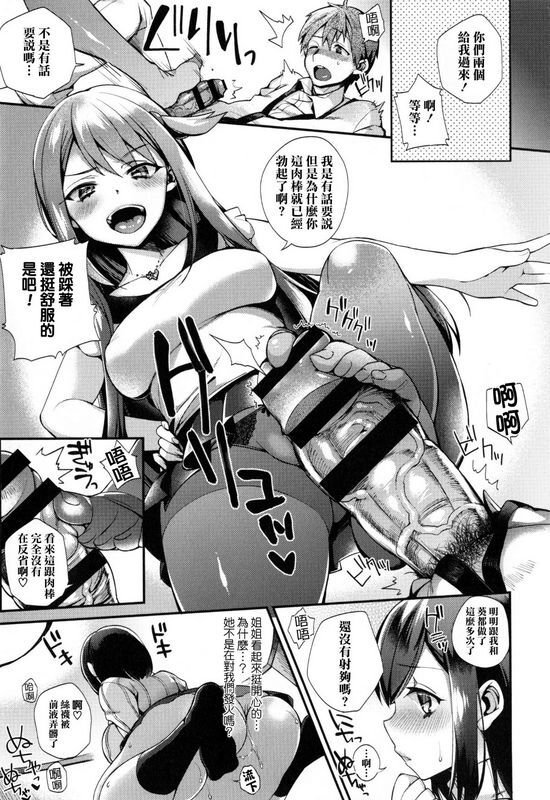 你們兩個
給我過來！
啊！
等等…
唔啊
不是有話
要說嗎…
我是有話要說
但是為什麼你
這肉棒就已經
勃起了啊？
被踩著
還挺舒服的
是吧！
啊啊
唔唔
唔唔
看來這跟肉棒
完全沒有
在反省啊♡
明明跟我和
葵都做了
這麼多次了
還沒有射夠嗎？
唔唔
…啊…
姐姐看起來挺開心的…
為什麼…？
她不是在對我們發火嗎？
啊♡
絲襪被
前液弄髒了
哈啊
啊啊
流下